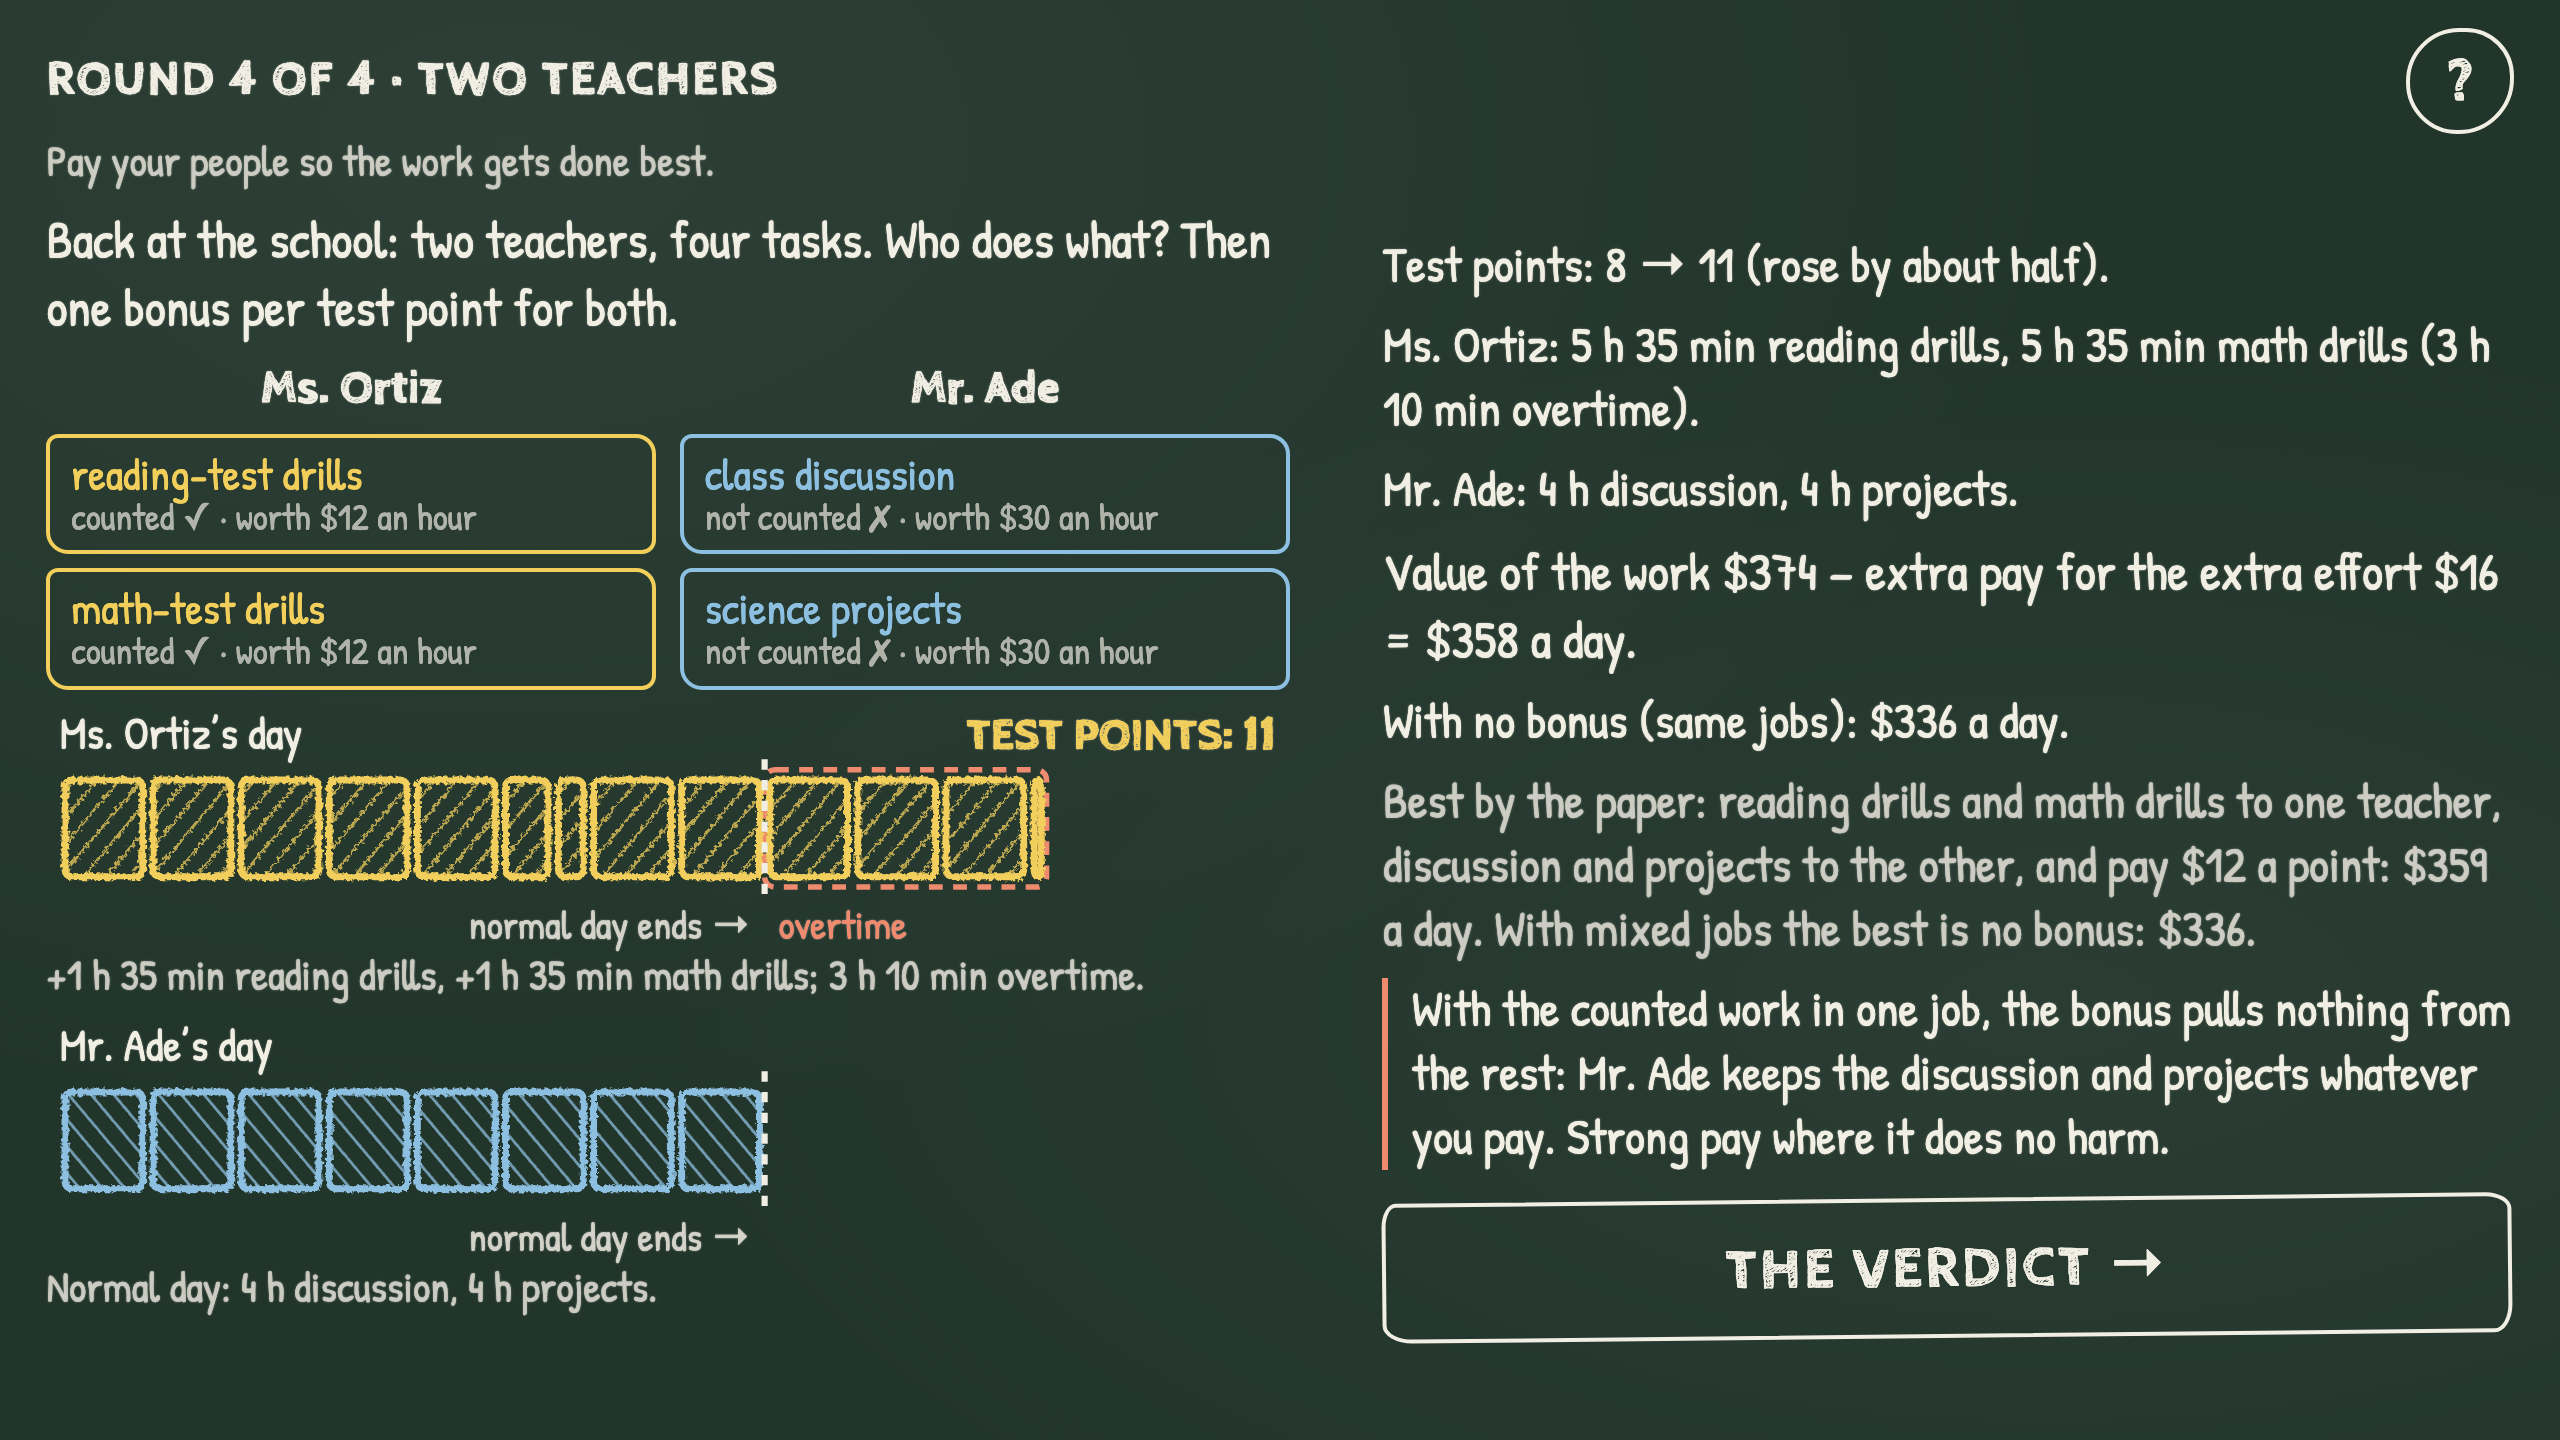 ROUND 4 OF 4 · TWO TEACHERS
?
Pay your people so the work gets done best.
Back at the school: two teachers, four tasks. Who does what? Then
one bonus per test point for both.
Ms. Ortiz
Mr. Ade
reading-test drills
counted ✓ · worth $12 an hour
class discussion
not counted ✗ · worth $30 an hour
math-test drills
counted ✓ · worth $12 an hour
science projects
not counted ✗ · worth $30 an hour
Ms. Ortiz's day
TEST POINTS: 11
normal day ends →
overtime
+1 h 35 min reading drills, +1 h 35 min math drills; 3 h 10 min overtime.
Mr. Ade's day
normal day ends →
Normal day: 4 h discussion, 4 h projects.
Test points: 8 → 11 (rose by about half).
Ms. Ortiz: 5 h 35 min reading drills, 5 h 35 min math drills (3 h
10 min overtime).
Mr. Ade: 4 h discussion, 4 h projects.
Value of the work $374 – extra pay for the extra effort $16
= $358 a day.
With no bonus (same jobs): $336 a day.
Best by the paper: reading drills and math drills to one teacher,
discussion and projects to the other, and pay $12 a point: $359
a day. With mixed jobs the best is no bonus: $336.
With the counted work in one job, the bonus pulls nothing from
the rest: Mr. Ade keeps the discussion and projects whatever
you pay. Strong pay where it does no harm.
THE VERDICT →